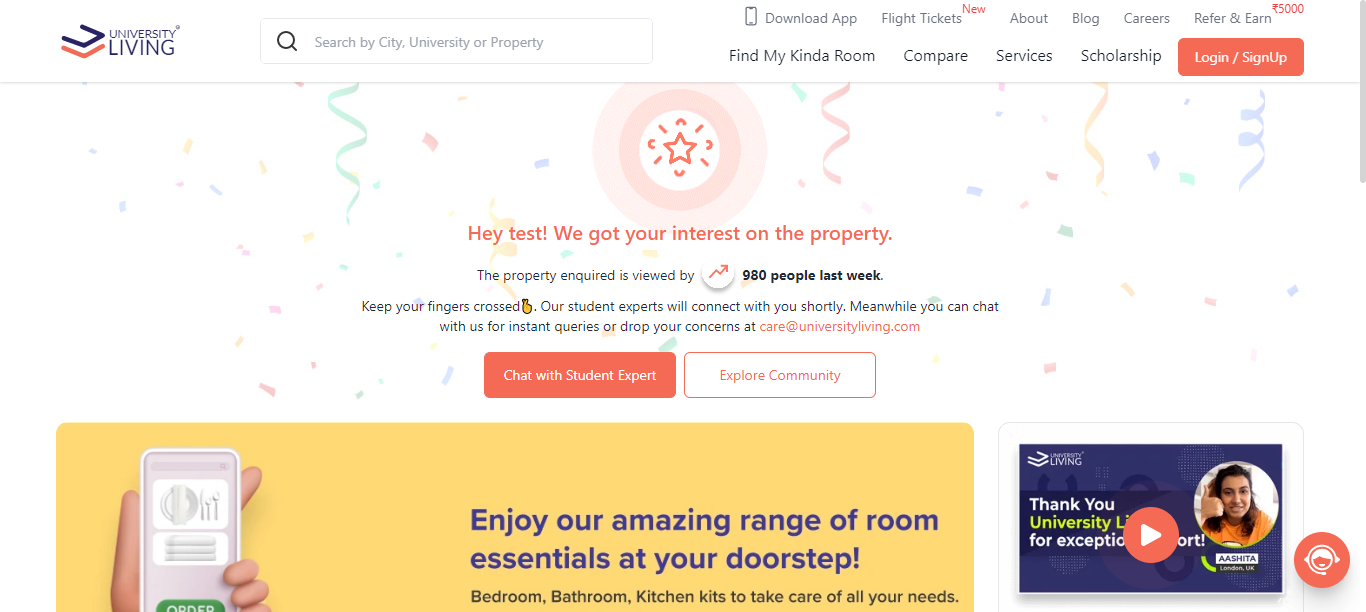 UNIVERSITY
LIVING
Search by City, University or Property
Download App
Flight Tickets
New
About
Blog
Careers
Refer & Earn
₹5000
Find My Kinda Room
Compare
Services
Scholarship
Login / SignUp
Hey test! We got your interest on the property.
The property enquired is viewed by 980 people last week.
Keep your fingers crossed🤞. Our student experts will connect with you shortly. Meanwhile you can chat
with us for instant queries or drop your concerns at care@universityliving.com
Chat with Student Expert
Explore Community
Enjoy our amazing range of room
essentials at your doorstep!
Bedroom, Bathroom, Kitchen kits to take care of all your needs.
ORDER
UNIVERSITY
LIVING
Thank You
University Li
for exception ort!
AASHITA
London, UK